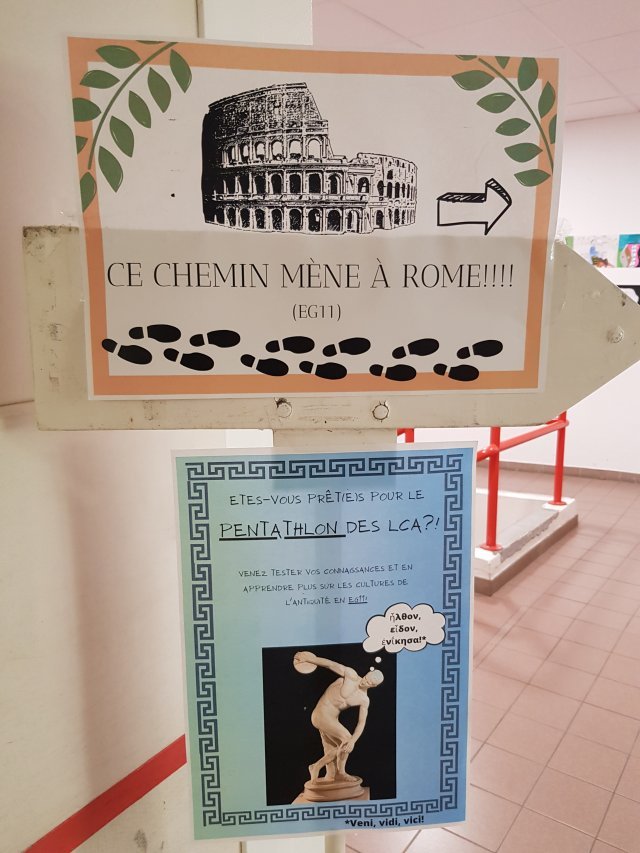 CE CHEMIN MÈNE À ROME!!!!
(EG11)
ETES-VOUS PRÊT(E)S POUR LE
PENTATHLON DES LCA?!
VENEZ TESTER VOS CONNAISSANCES ET EN
APPRENDRE PLUS SUR LES CULTURES DE
L'ANTIQUITÉ EN EG11!
ἦλθον,
εἶδον,
ἐνίκησα!*
*Veni, vidi, vici!